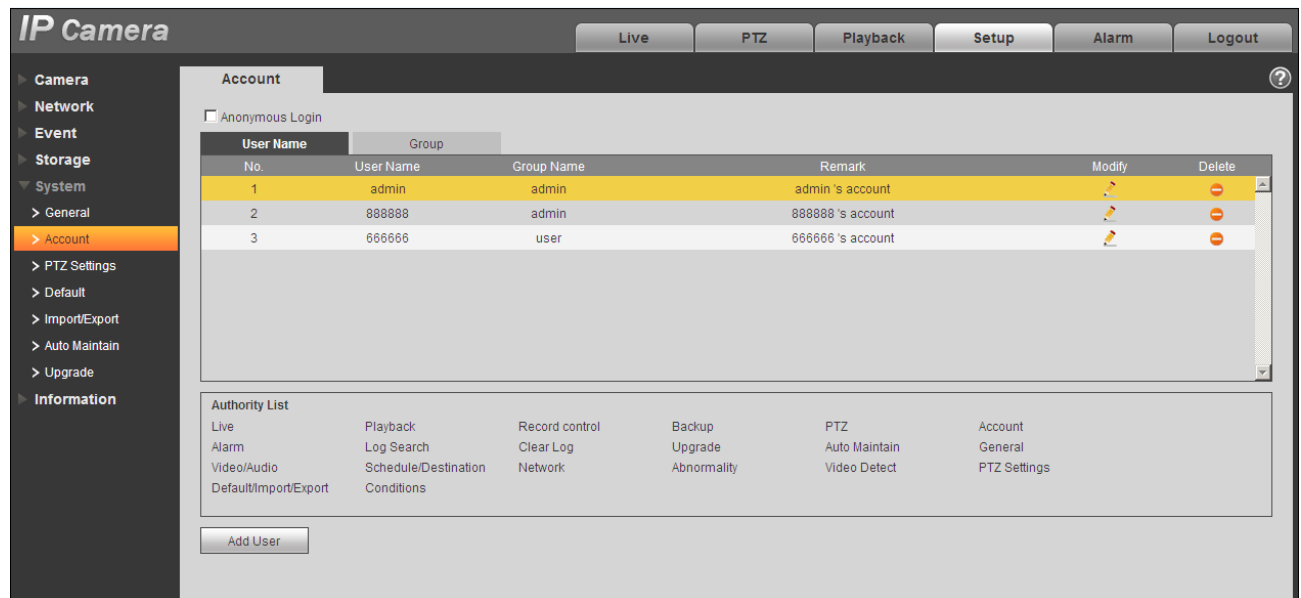 IP Camera
Live PTZ Playback Setup Alarm Logout
Camera
Network
Event
Storage
System
General
Account
PTZ Settings
Default
Import/Export
Auto Maintain
Upgrade
Information
Account
?
Anonymous Login
User Name Group
No. User Name Group Name Remark Modify Delete
1 admin admin admin 's account
2 888888 admin 888888 's account
3 666666 user 666666 's account
Authority List
Live Playback Record control Backup PTZ Account
Alarm Log Search Clear Log Upgrade Auto Maintain General
Video/Audio Schedule/Destination Network Abnormality Video Detect PTZ Settings
Default/Import/Export Conditions
Add User